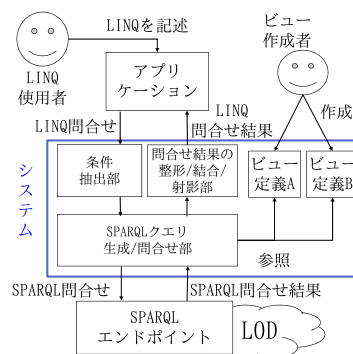 LINQを記述
ビュー
作成者
LINQ
使用者
アプリ
ケーション
作成
LINQ問合せ
LINQ
問合せ結果
システム
条件
抽出部
問合せ結果の
整形/結合/
射影部
ビュー
定義A
ビュー
定義B
SPARQLクエリ
生成/問合せ部
参照
SPARQL問合せ
SPARQL問合せ結果
SPARQL
エンドポイント
LOD